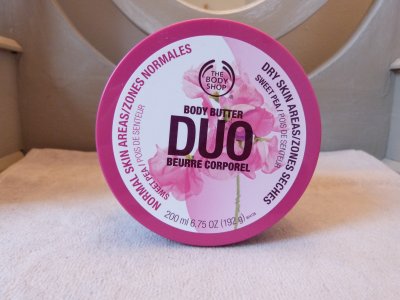 THE
BODY
SHOP
BODY BUTTER
DUO
BEURRE CORPOREL
NORMAL SKIN AREAS/ZONES NORMALES
SWEET PEA / POIS DE SENTEUR
DRY SKIN AREAS/ZONES SECHES
SWEET PEA / POIS DE SENTEUR
200 ml 6.75 OZ (192 g)